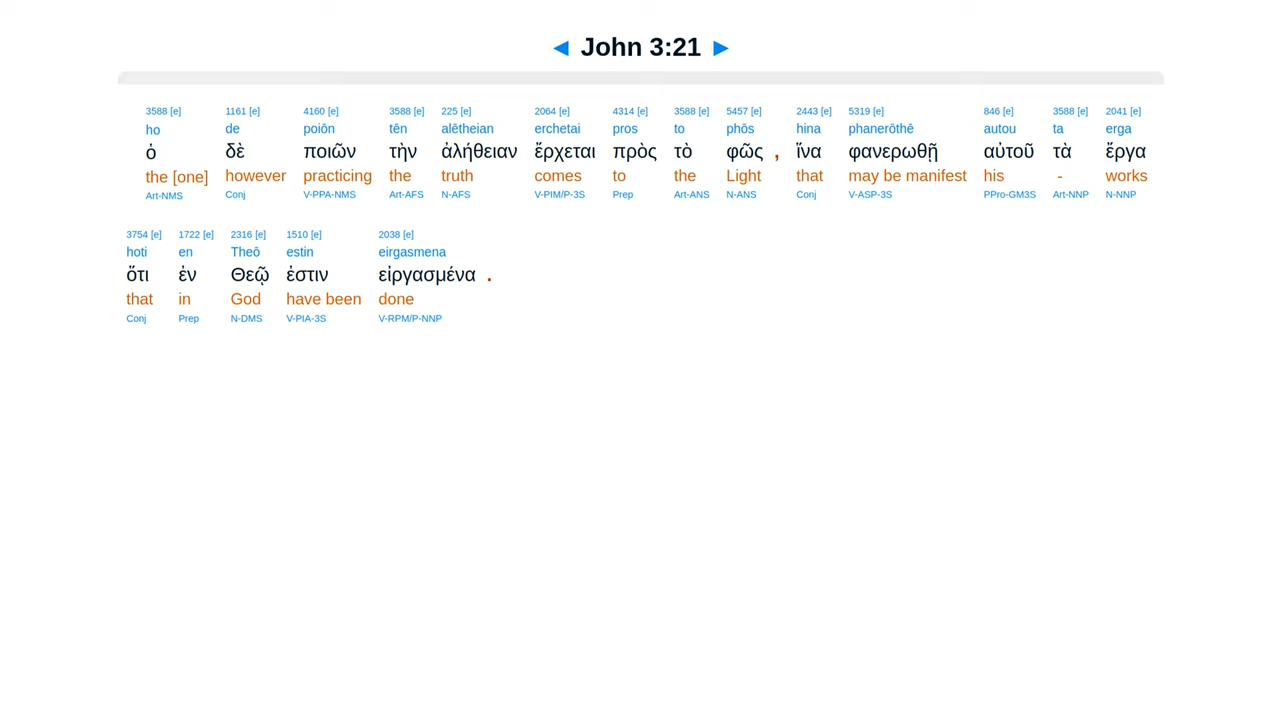 ◄ John 3:21 ►
3588 [e] 1161 [e] 4160 [e] 3588 [e] 225 [e] 2064 [e] 4314 [e] 3588 [e] 5457 [e] 2443 [e] 5319 [e] 846 [e] 3588 [e] 2041 [e]
ho de poiōn tēn alētheian erchetai pros to phōs hina phanerōthē autou ta erga
ὁ δὲ ποιῶν τὴν ἀλήθειαν ἔρχεται πρὸς τὸ φῶς , ἵνα φανερωθῇ αὐτοῦ τὰ ἔργα
the [one] however practicing the truth comes to the Light that may be manifest his - works
Art-NMS Conj V-PPA-NMS Art-AFS N-AFS V-PIM/P-3S Prep Art-ANS N-ANS Conj V-ASP-3S PPro-GM3S Art-NNP N-NNP
3754 [e] 1722 [e] 2316 [e] 1510 [e] 2038 [e]
hoti en Theō estin eirgasmena
ὅτι ἐν Θεῷ ἐστιν εἰργασμένα .
that in God have been done
Conj Prep N-DMS V-PIA-3S V-RPM/P-NNP